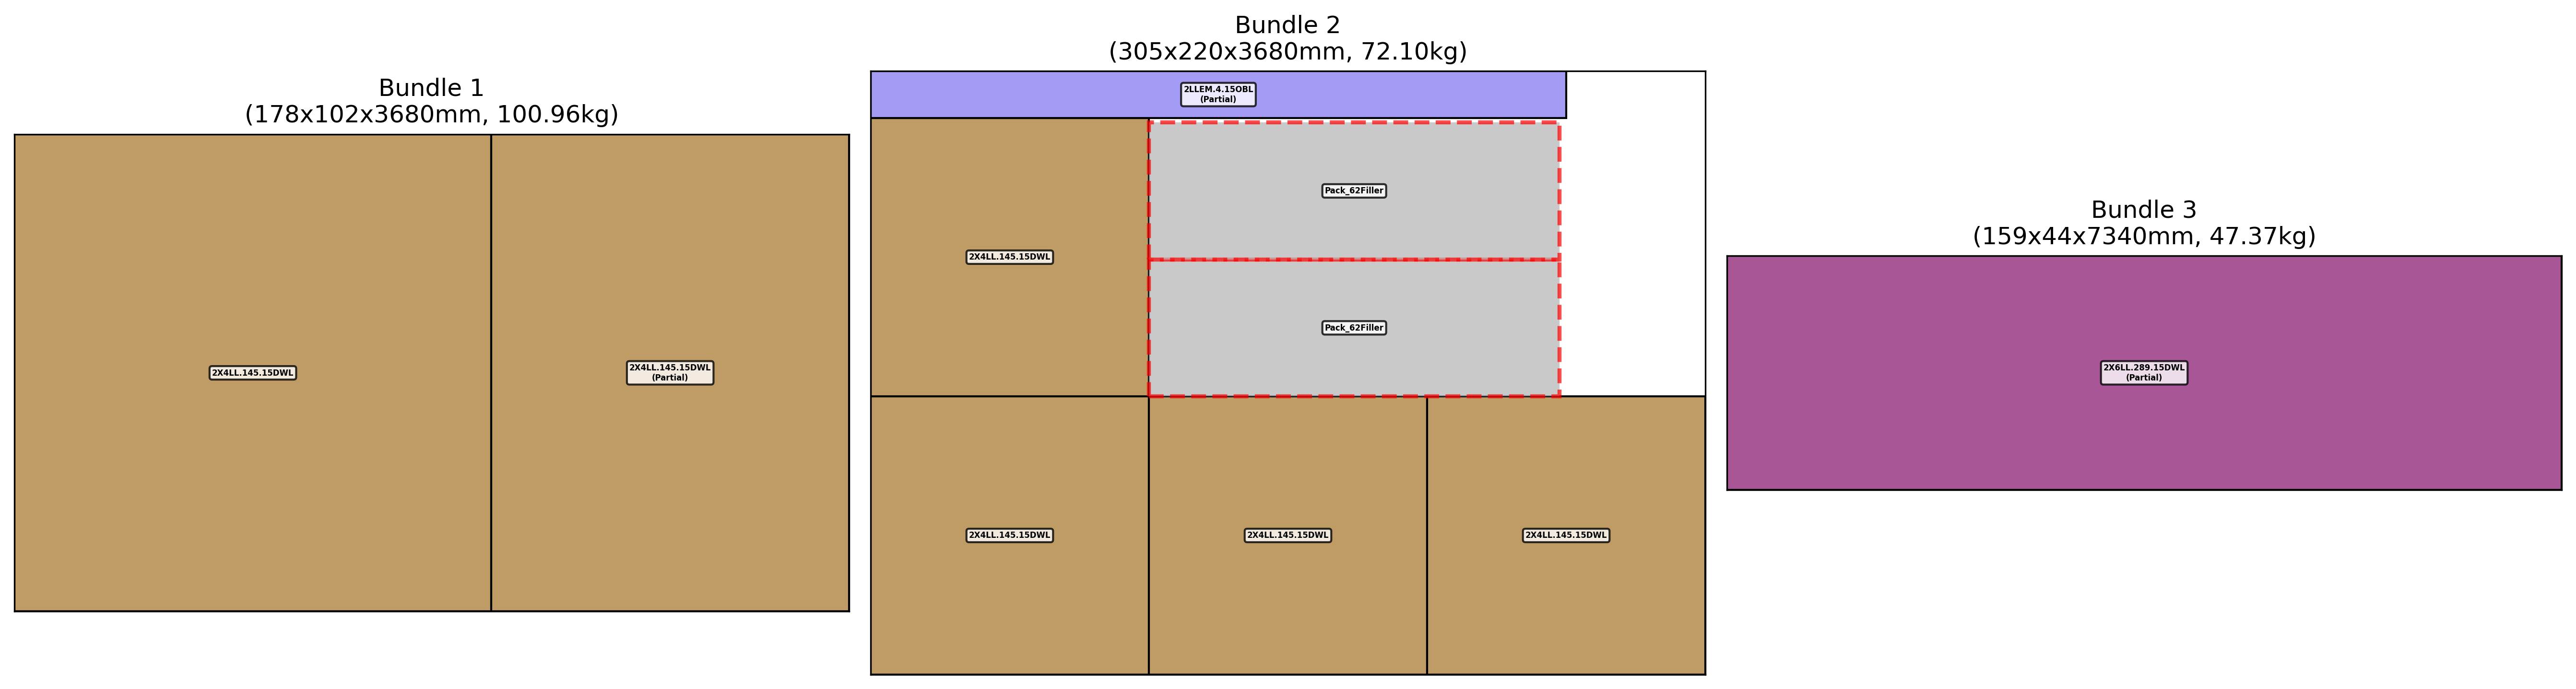 Bundle 1
(178x102x3680mm, 100.96kg)
2X4LL.145.15DWL
2X4LL.145.15DWL
(Partial)
Bundle 2
(305x220x3680mm, 72.10kg)
2LLEM.4.15OBL
(Partial)
2X4LL.145.15DWL
Pack_62Filler
Pack_62Filler
2X4LL.145.15DWL
2X4LL.145.15DWL
2X4LL.145.15DWL
Bundle 3
(159x44x7340mm, 47.37kg)
2X6LL.289.15DWL
(Partial)